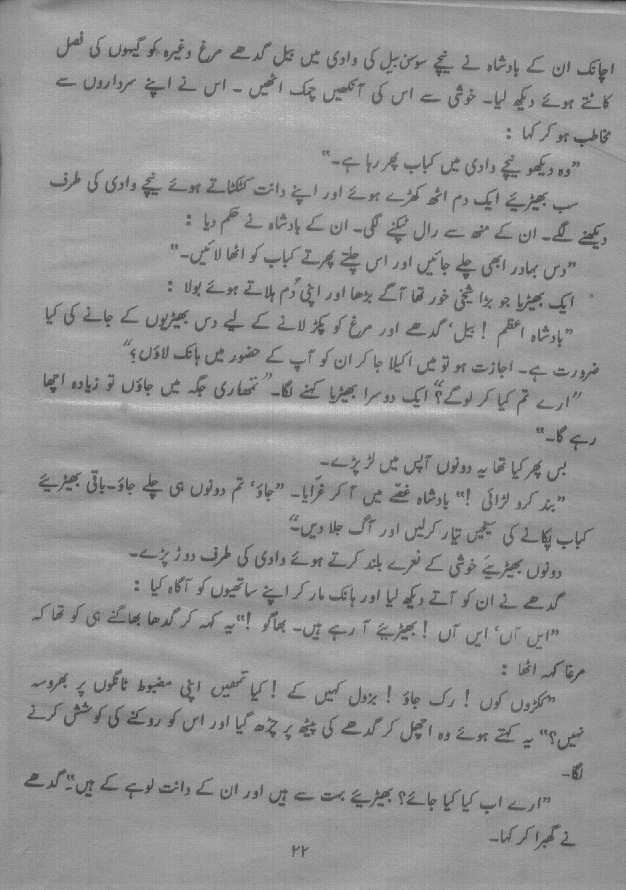 اچانک ان کے بادشاہ نے نیچے سوسن بیل کی وادی میں بیل گدھے مرغ وغیرہ کو گیہوں کی فصل
کاٹتے ہوئے دیکھ لیا۔ خوشی سے اس کی آنکھیں چمک اٹھیں ۔ اس نے اپنے سرداروں سے
مخاطب ہو کر کہا :
”وہ دیکھو نیچے وادی میں کباب پھر رہا ہے۔“
سب بھیڑیئے ایک دم اٹھ کھڑے ہوئے اور اپنے دانت کٹکٹاتے ہوئے نیچے وادی کی طرف
دیکھنے لگے۔ ان کے منھ سے رال ٹپکنے لگی۔ ان کے بادشاہ نے حکم دیا :
”دس بہادر ابھی چلے جائیں اور اس چلتے پھرتے کباب کو اٹھا لائیں۔“
ایک بھیڑیا جو بڑا شیخی خور تھا آگے بڑھا اور اپنی دُم ہلاتے ہوئے بولا :
”بادشاہ اعظم ! بیل، گدھے اور مرغ کو پکڑ لانے کے لیے دس بھیڑیوں کے جانے کی کیا
ضرورت ہے۔ اجازت ہو تو میں اکیلا جا کر ان کو آپ کے حضور میں ہانک لاؤں؟“
”ارے تم کیا کر لوگے؟“ ایک دوسرا بھیڑیا کہنے لگا۔ ”تمھاری جگہ میں جاؤں تو زیادہ اچھا
رہے گا۔“
بس پھر کیا تھا یہ دونوں آپس میں لڑ پڑے۔
”بند کرو لڑائی !“ بادشاہ غصّے میں آ کر غرّایا۔ ”جاؤ، تم دونوں ہی چلے جاؤ۔ باقی بھیڑیئے
کباب پکانے کی سیخیں تیار کرلیں اور آگ جلا دیں۔“
دونوں بھیڑیئے خوشی کے نعرے بلند کرتے ہوئے وادی کی طرف دوڑ پڑے۔
گدھے نے ان کو آتے دیکھ لیا اور ہانک مار کر اپنے ساتھیوں کو آگاہ کیا :
”ایں آں، ایں آں ! بھیڑیئے آ رہے ہیں۔ بھاگو !“ یہ کہہ کر گدھا بھاگنے ہی کو تھا کہ
مرغا کہہ اٹھا :
”ککڑوں کوں ! رک جاؤ ! بزدل کہیں کے ! کیا تمھیں اپنی مضبوط ٹانگوں پر بھروسہ
نہیں؟“ یہ کہتے ہوئے وہ اچھل کر گدھے کی پیٹھ پر چڑھ گیا اور اس کو روکنے کی کوشش کرنے
لگا۔
”ارے اب کیا کیا جائے؟ بھیڑیئے بہت سے ہیں اور ان کے دانت لوہے کے ہیں۔“ گدھے
نے گھبرا کر کہا۔
۲۲